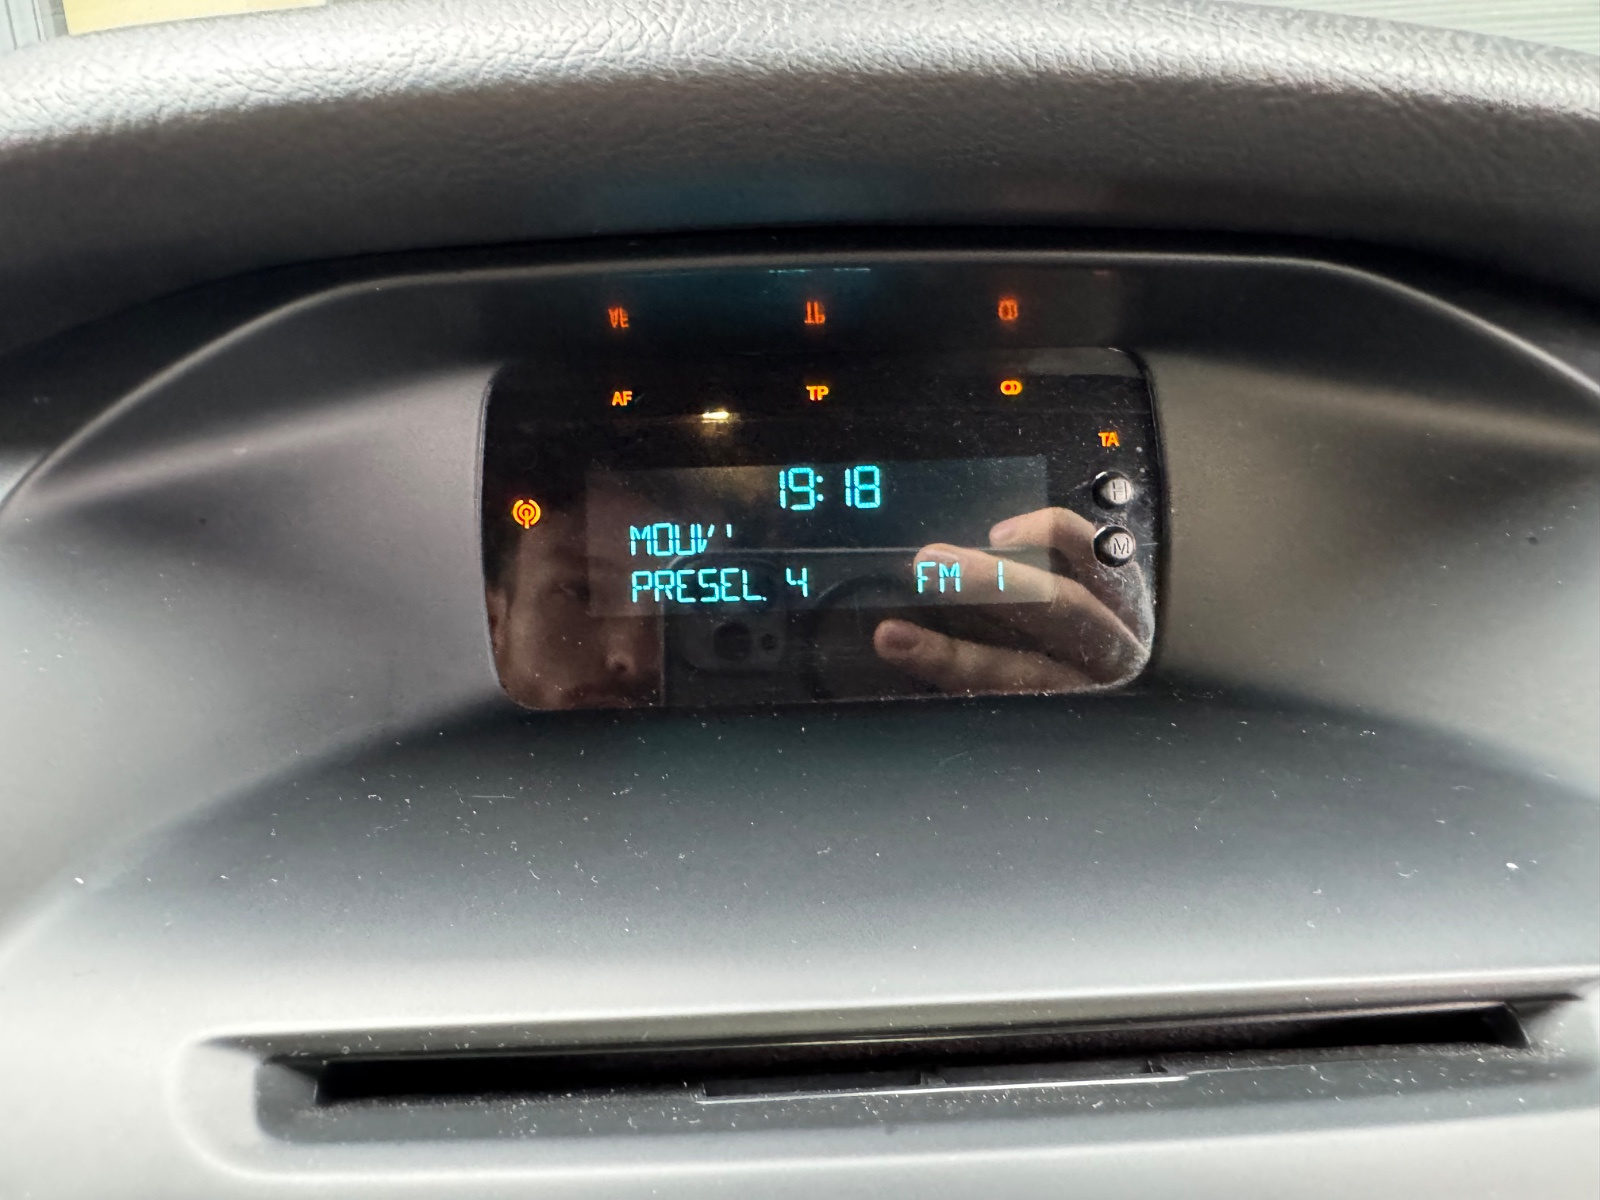 AF TP
TA
19:18
H
MOUV'
M
PRESEL. 4 FM 1